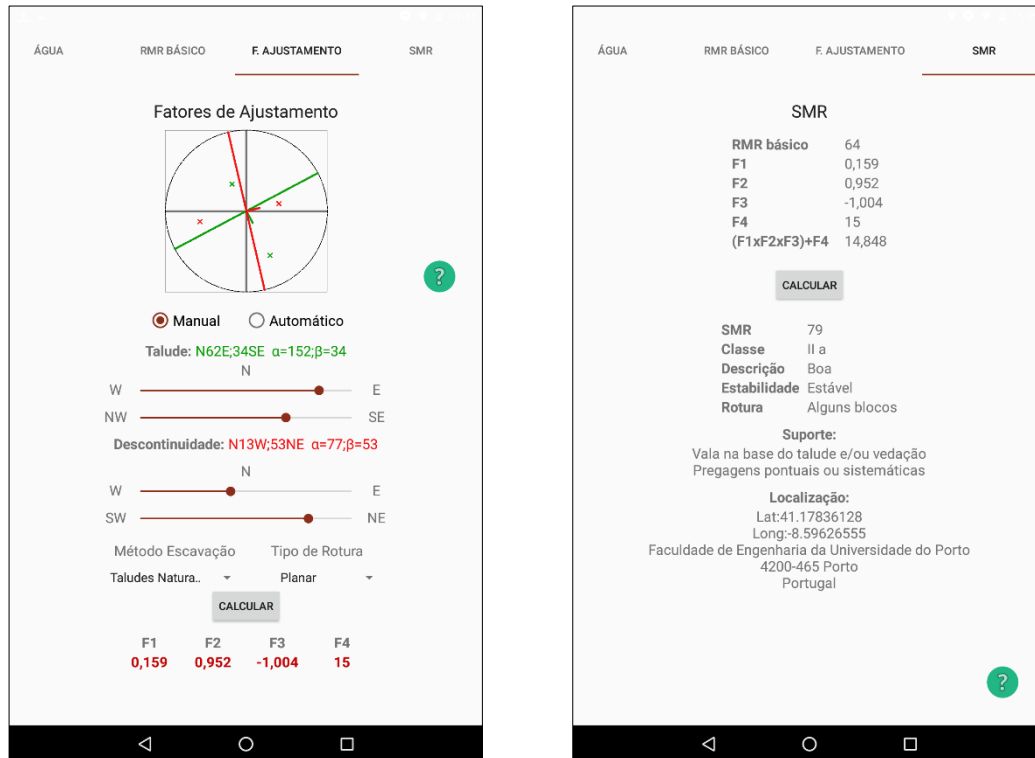 ÁGUA RMR BÁSICO F. AJUSTAMENTO SMR
Fatores de Ajustamento
?
Manual Automático
Talude: N62E;34SE α=152;β=34
N
W E
NW SE
Descontinuidade: N13W;53NE α=77;β=53
N
W E
SW NE
Método Escavação Tipo de Rotura
Taludes Natura.. Planar
CALCULAR
F1 F2 F3 F4
0,159 0,952 -1,004 15
ÁGUA RMR BÁSICO F. AJUSTAMENTO SMR
SMR
RMR básico 64
F1 0,159
F2 0,952
F3 -1,004
F4 15
(F1xF2xF3)+F4 14,848
CALCULAR
SMR 79
Classe II a
Descrição Boa
Estabilidade Estável
Rotura Alguns blocos
Suporte:
Vala na base do talude e/ou vedação
Pregagens pontuais ou sistemáticas
Localização:
Lat:41.17836128
Long:-8.59626555
Faculdade de Engenharia da Universidade do Porto
4200-465 Porto
Portugal
?